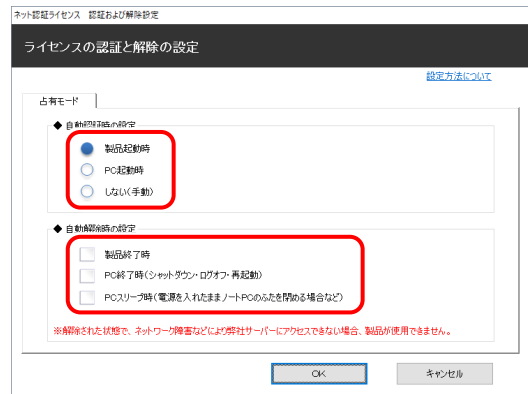 ネット認証ライセンス 認証および解除設定
ライセンスの認証と解除の設定
設定方法について
占有モード
◆ 自動認証時の設定
製品起動時
PC起動時
しない(手動)
◆ 自動解除時の設定
製品終了時
PC終了時(シャットダウン・ログオフ・再起動)
PCスリープ時(電源を入れたままノートPCのふたを閉める場合など)
※解除された状態で、ネットワーク障害などにより弊社サーバーにアクセスできない場合、製品が使用できません。
OK
キャンセル